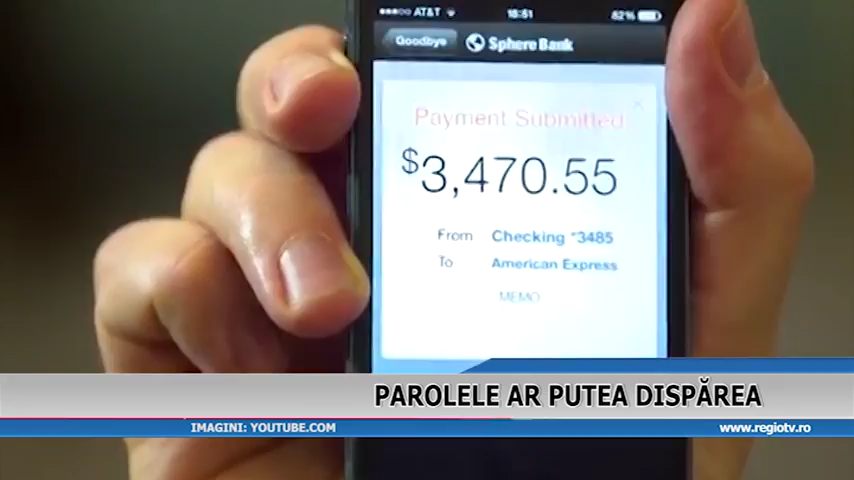 AT&T 18:51 82%
Goodbye Sphere Bank
Payment Submitted
$3,470.55
From Checking *3485
To American Express
MEMO
PAROLELE AR PUTEA DISPĂREA
IMAGINI: YOUTUBE.COM www.regiotv.ro